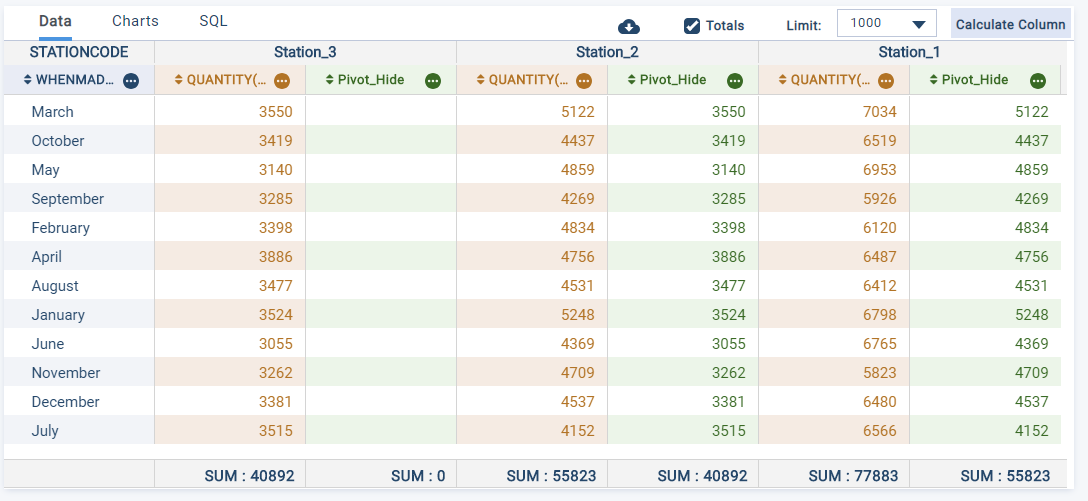 Data Charts SQL Totals Limit: 1000 Calculate Column
STATIONCODE Station_3 Station_2 Station_1
WHENMAD... QUANTITY(... Pivot_Hide QUANTITY(... Pivot_Hide QUANTITY(... Pivot_Hide
March 3550 5122 3550 7034 5122
October 3419 4437 3419 6519 4437
May 3140 4859 3140 6953 4859
September 3285 4269 3285 5926 4269
February 3398 4834 3398 6120 4834
April 3886 4756 3886 6487 4756
August 3477 4531 3477 6412 4531
January 3524 5248 3524 6798 5248
June 3055 4369 3055 6765 4369
November 3262 4709 3262 5823 4709
December 3381 4537 3381 6480 4537
July 3515 4152 3515 6566 4152
SUM : 40892 SUM : 0 SUM : 55823 SUM : 40892 SUM : 77883 SUM : 55823